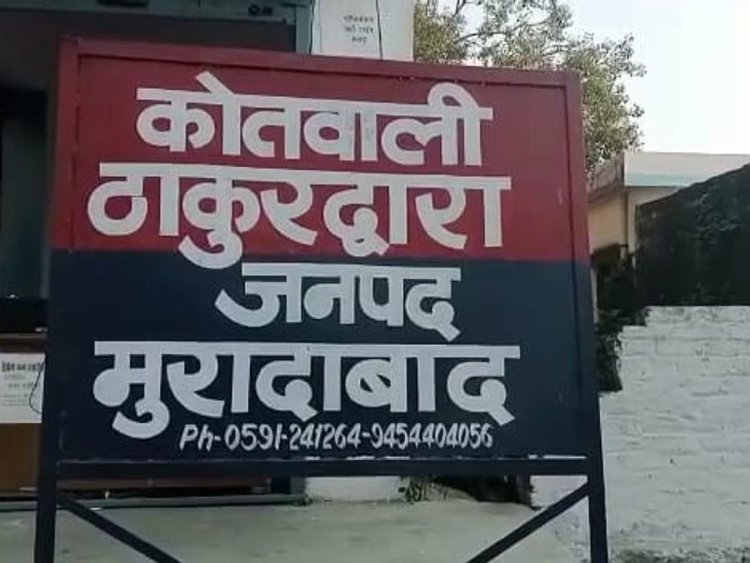 कोतवाली
ठाकुरद्वारा
जनपद
मुरादाबाद
Ph-0591-241264-9454404056